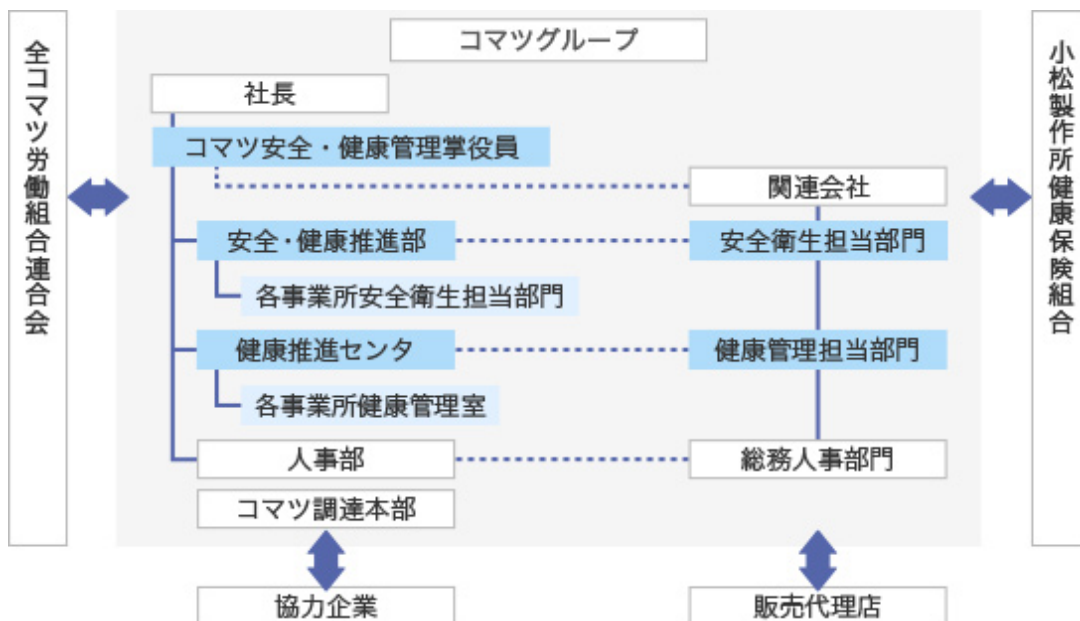 コマツグループ
全コマツ労働組合連合会
小松製作所健康保険組合
社長
コマツ安全・健康管理掌役員
関連会社
安全・健康推進部
安全衛生担当部門
各事業所安全衛生担当部門
健康推進センタ
健康管理担当部門
各事業所健康管理室
人事部
総務人事部門
コマツ調達本部
協力企業
販売代理店